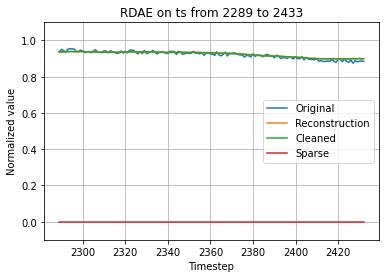 RDAE on ts from 2289 to 2433
Normalized value
1.0
0.8
0.6
0.4
0.2
0.0
Original
Reconstruction
Cleaned
Sparse
2300 2320 2340 2360 2380 2400 2420
Timestep